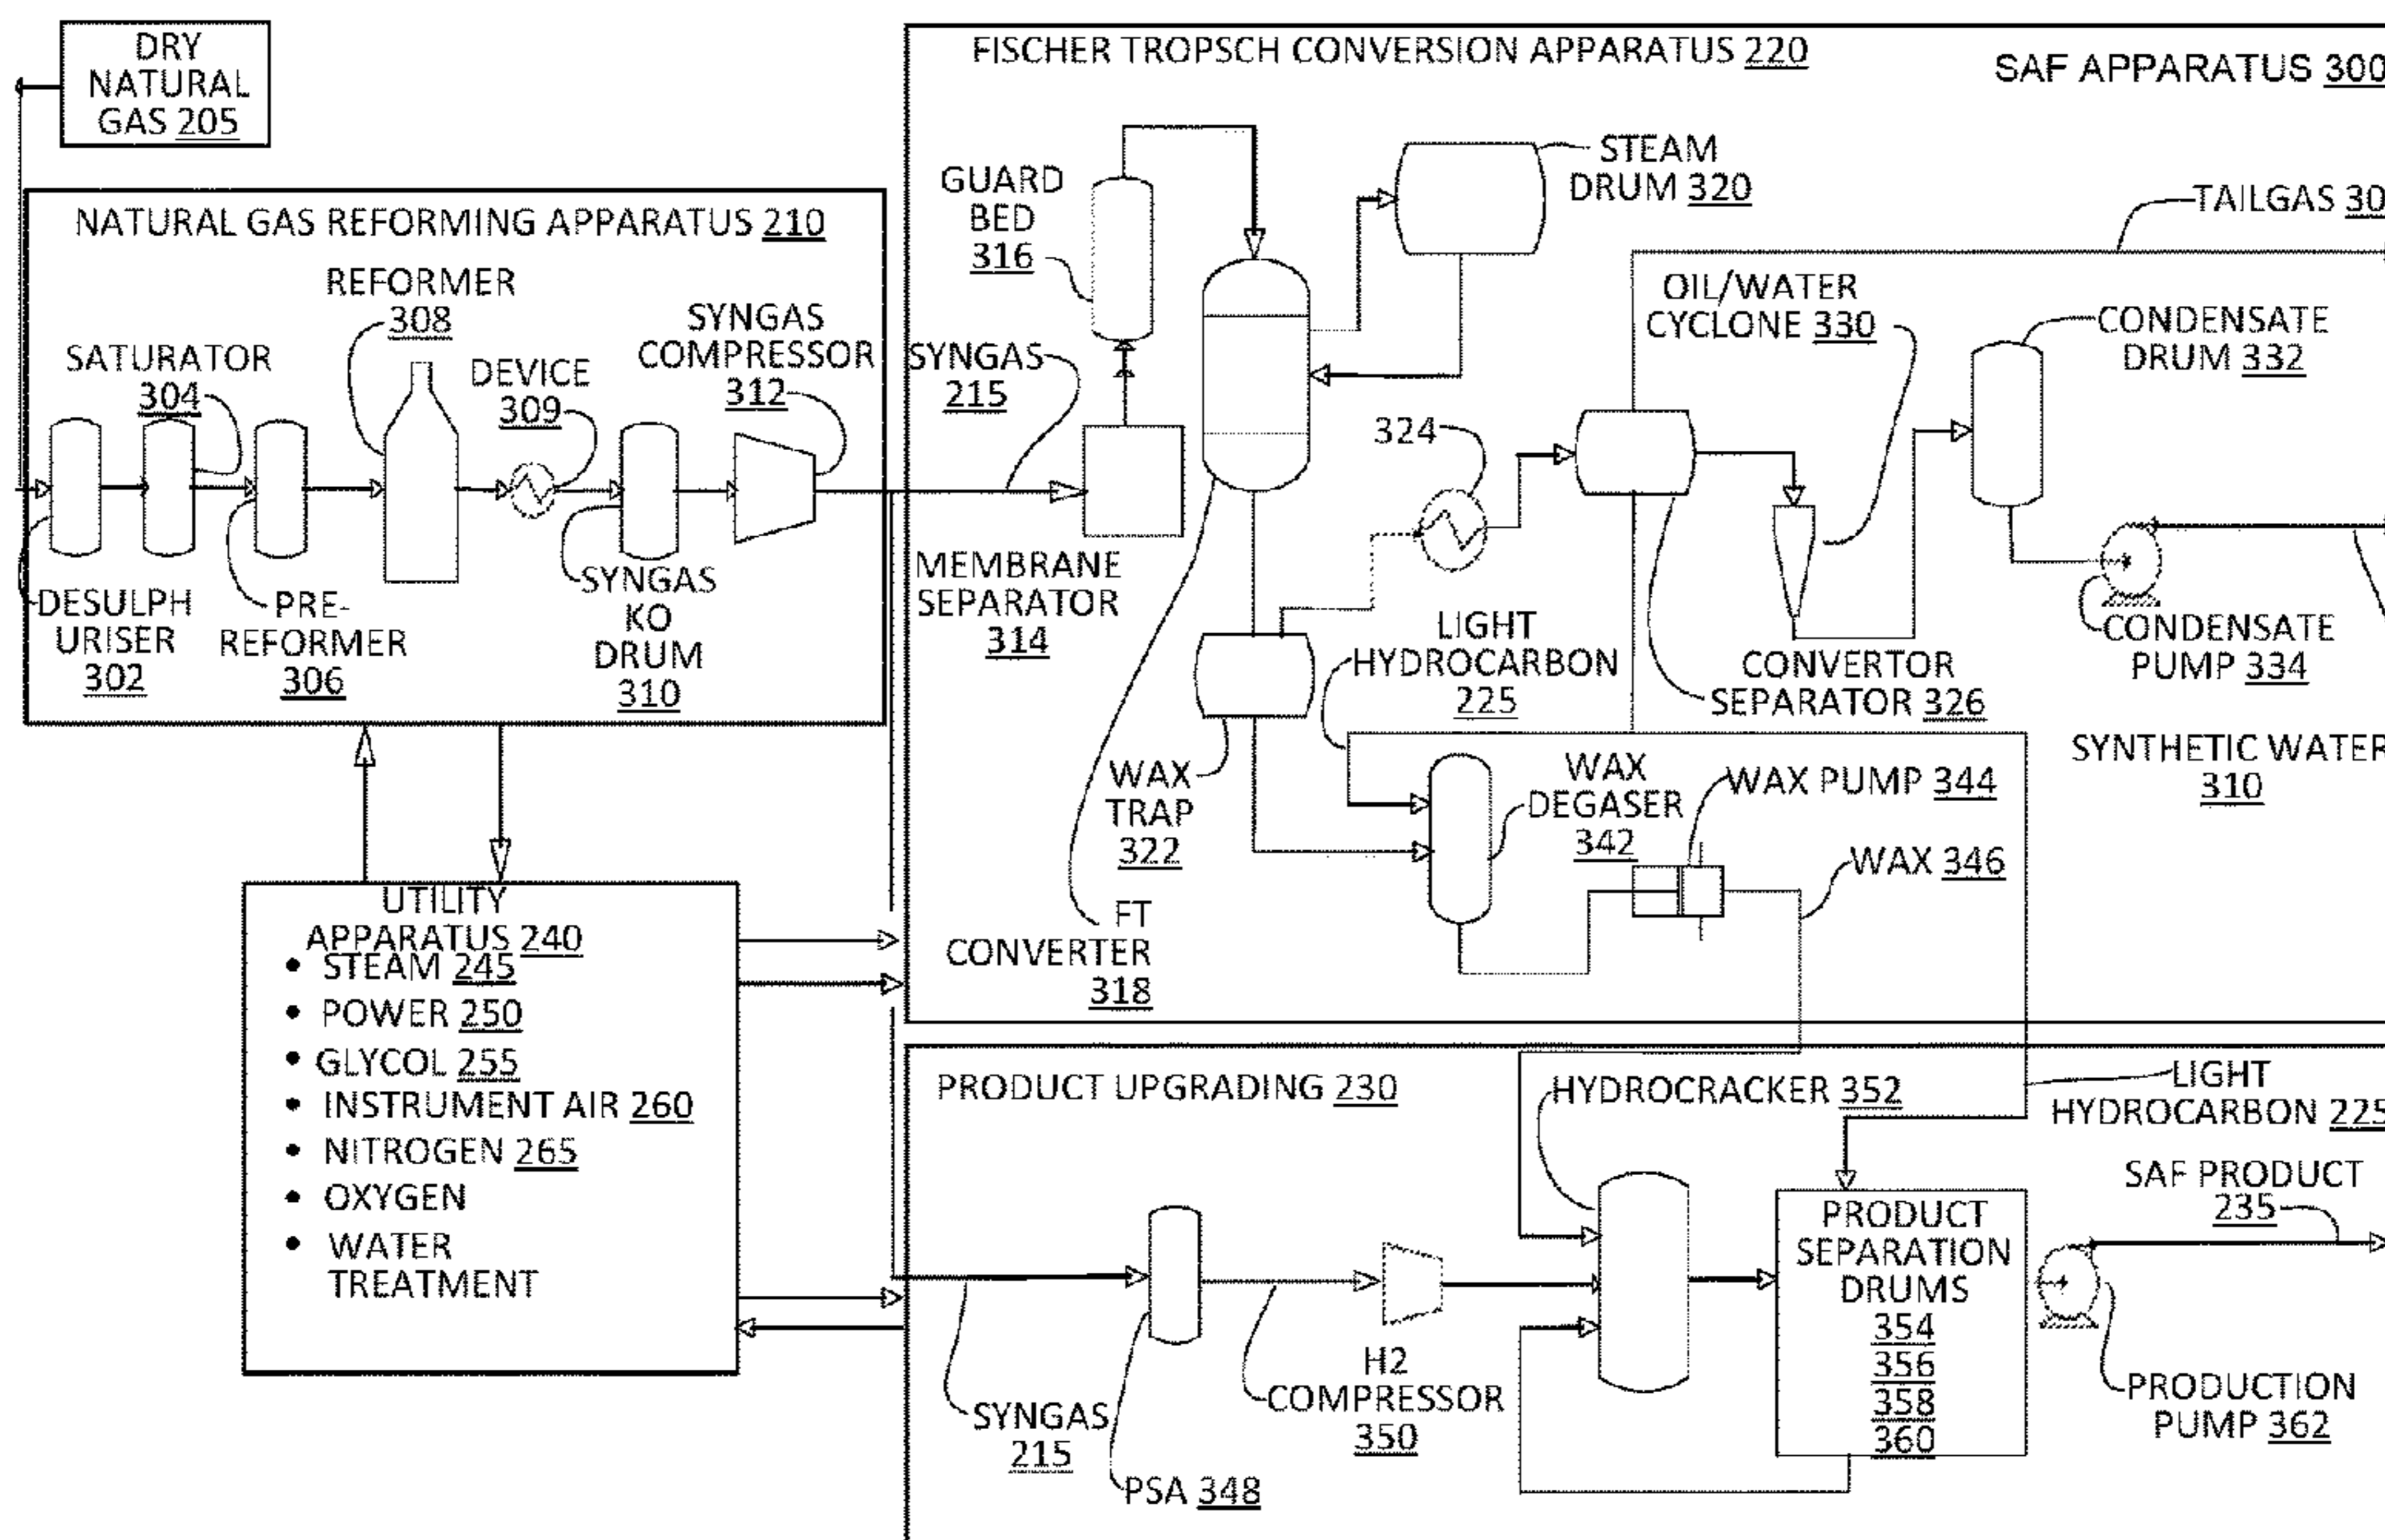 DRY
NATURAL
GAS 205
NATURAL GAS REFORMING APPARATUS 210
REFORMER
308
SATURATOR
304
DEVICE
309
SYNGAS
COMPRESSOR
312
DESULPH
URISER
302
PRE-
REFORMER
306
SYNGAS
KO
DRUM
310
UTILITY
APPARATUS 240
• STEAM 245
• POWER 250
• GLYCOL 255
• INSTRUMENT AIR 260
• NITROGEN 265
• OXYGEN
• WATER
TREATMENT
FISCHER TROPSCH CONVERSION APPARATUS 220
SAF APPARATUS 300
GUARD
BED
316
STEAM
DRUM 320
TAILGAS 30
SYNGAS
215
OIL/WATER
CYCLONE 330
CONDENSATE
DRUM 332
324
MEMBRANE
SEPARATOR
314
LIGHT
HYDROCARBON
225
CONVERTOR
SEPARATOR 326
CONDENSATE
PUMP 334
SYNTHETIC WATER
310
WAX
TRAP
322
WAX
DEGASER
342
WAX PUMP 344
WAX 346
FT
CONVERTER
318
PRODUCT UPGRADING 230
HYDROCRACKER 352
LIGHT
HYDROCARBON 225
SAF PRODUCT
235
PRODUCT
SEPARATION
DRUMS
354
356
358
360
H2
COMPRESSOR
350
SYNGAS
215
PSA 348
PRODUCTION
PUMP 362